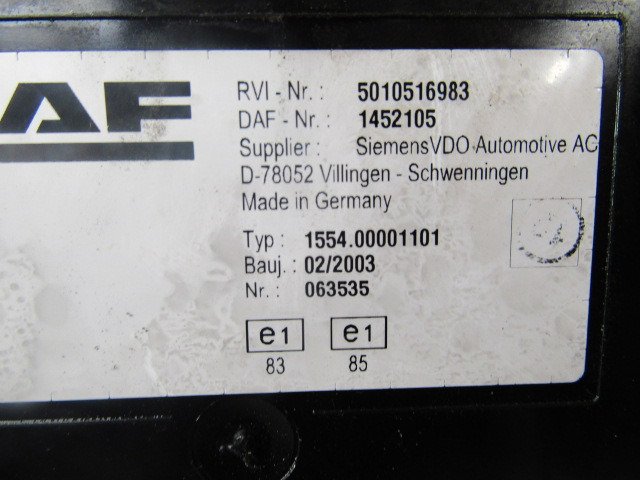 AF
RVI - Nr. : 5010516983
DAF - Nr. : 1452105
Supplier : SiemensVDO Automotive AG
D-78052 Villingen - Schwenningen
Made in Germany
Typ : 1554.00001101
Bauj. : 02/2003
Nr. : 063535
e1 e1
83 85